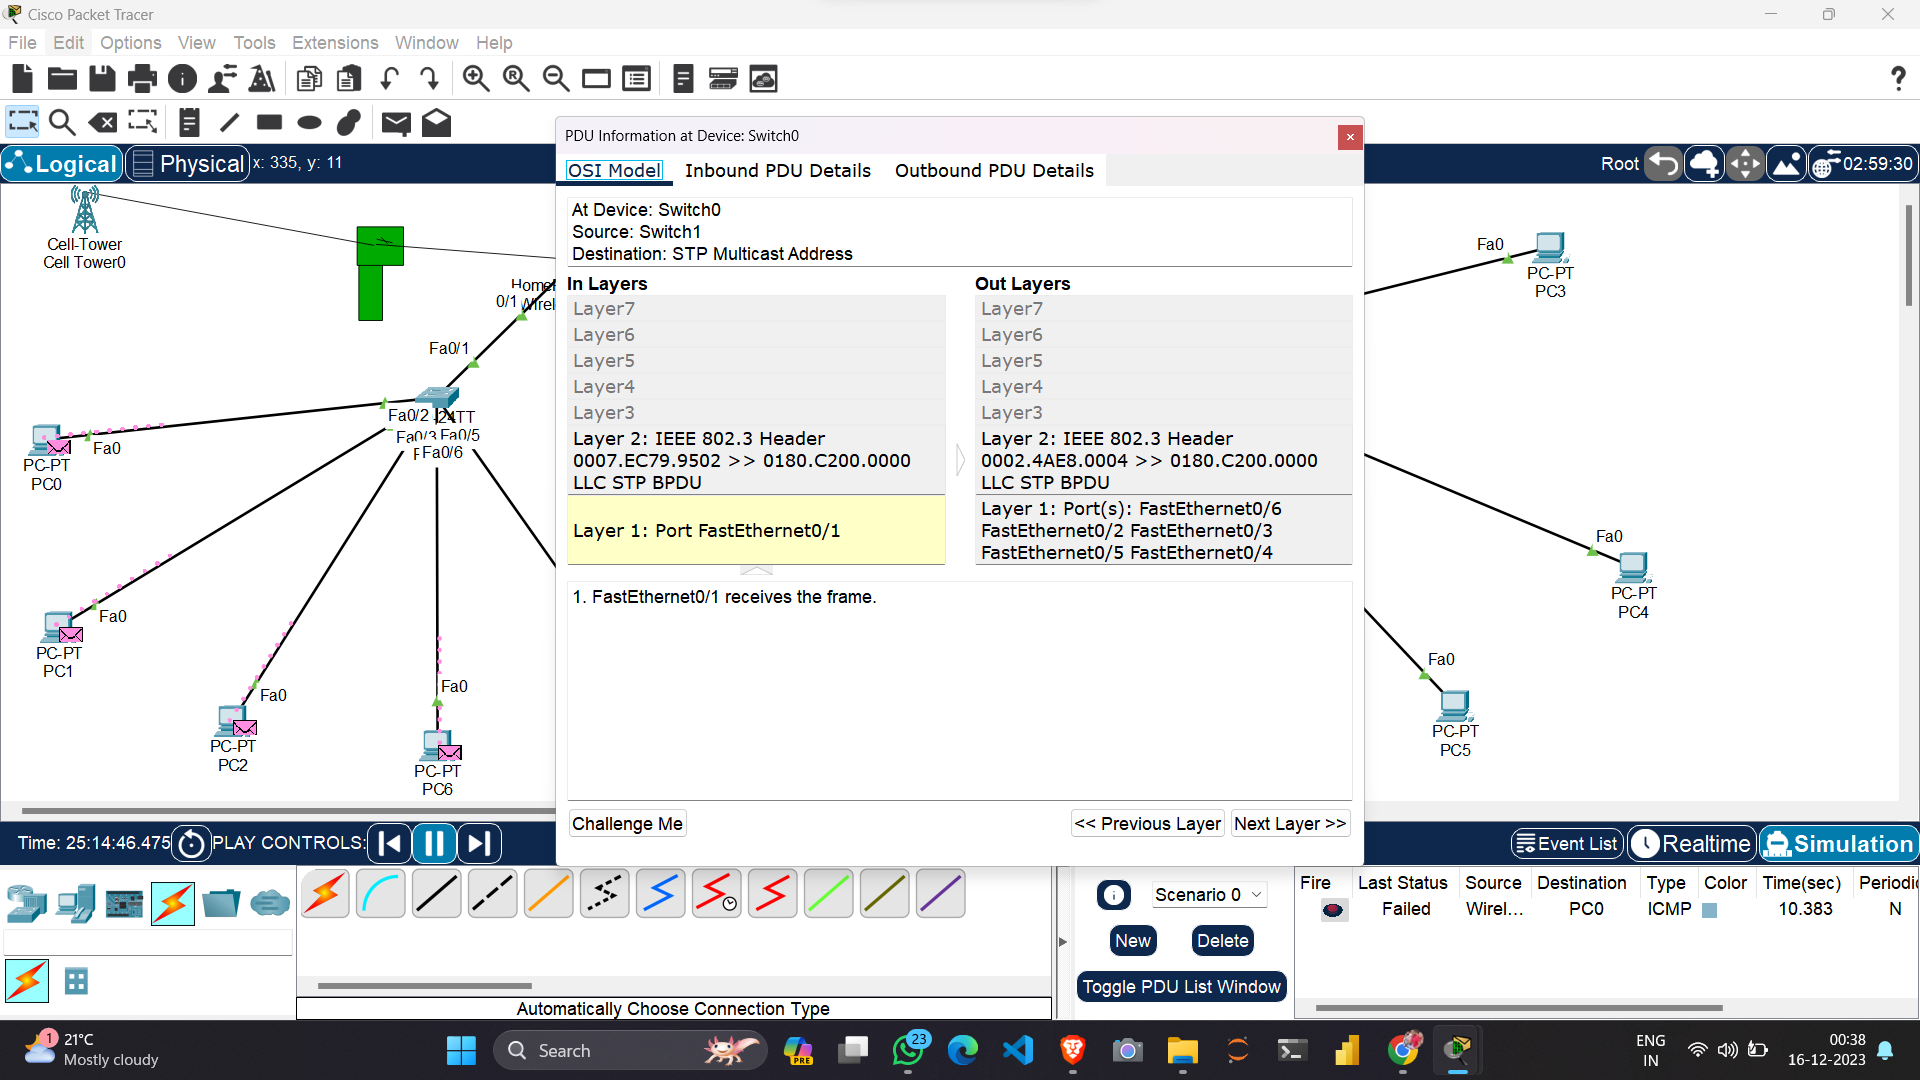 Cisco Packet Tracer
File Edit Options View Tools Extensions Window Help
Logical Physical x: 335, y: 11
Root 02:59:30
PDU Information at Device: Switch0
OSI Model Inbound PDU Details Outbound PDU Details
At Device: Switch0
Source: Switch1
Destination: STP Multicast Address
In Layers
Layer7
Layer6
Layer5
Layer4
Layer3
Layer 2: IEEE 802.3 Header
0007.EC79.9502 >> 0180.C200.0000
LLC STP BPDU
Layer 1: Port FastEthernet0/1
Out Layers
Layer7
Layer6
Layer5
Layer4
Layer3
Layer 2: IEEE 802.3 Header
0002.4AE8.0004 >> 0180.C200.0000
LLC STP BPDU
Layer 1: Port(s): FastEthernet0/6
FastEthernet0/2 FastEthernet0/3
FastEthernet0/5 FastEthernet0/4
1. FastEthernet0/1 receives the frame.
Challenge Me << Previous Layer Next Layer >>
Cell-Tower
Cell Tower0
0/1
Fa0/1
Fa0/2
Fa0/5
Fa0/6
Fa0
PC-PT
PC0
Fa0
PC-PT
PC1
Fa0
PC-PT
PC2
Fa0
PC-PT
PC6
Fa0
PC-PT
PC3
Fa0
PC-PT
PC4
Fa0
PC-PT
PC5
Time: 25:14:46.475 PLAY CONTROLS:
Event List Realtime Simulation
Automatically Choose Connection Type
Scenario 0
New Delete
Toggle PDU List Window
Fire Last Status Source Destination Type Color Time(sec) Periodic
Failed Wirel... PC0 ICMP 10.383 N
1
21°C
Mostly cloudy
Search
PRE
23
ENG
IN
00:38
16-12-2023